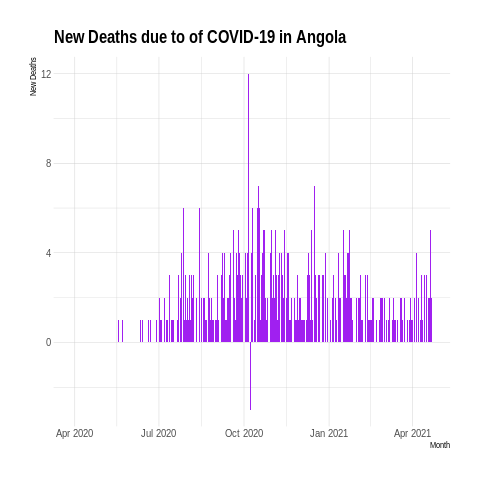 New Deaths due to of COVID-19 in Angola
New Deaths
12
8
4
0
Apr 2020 Jul 2020 Oct 2020 Jan 2021 Apr 2021
Month